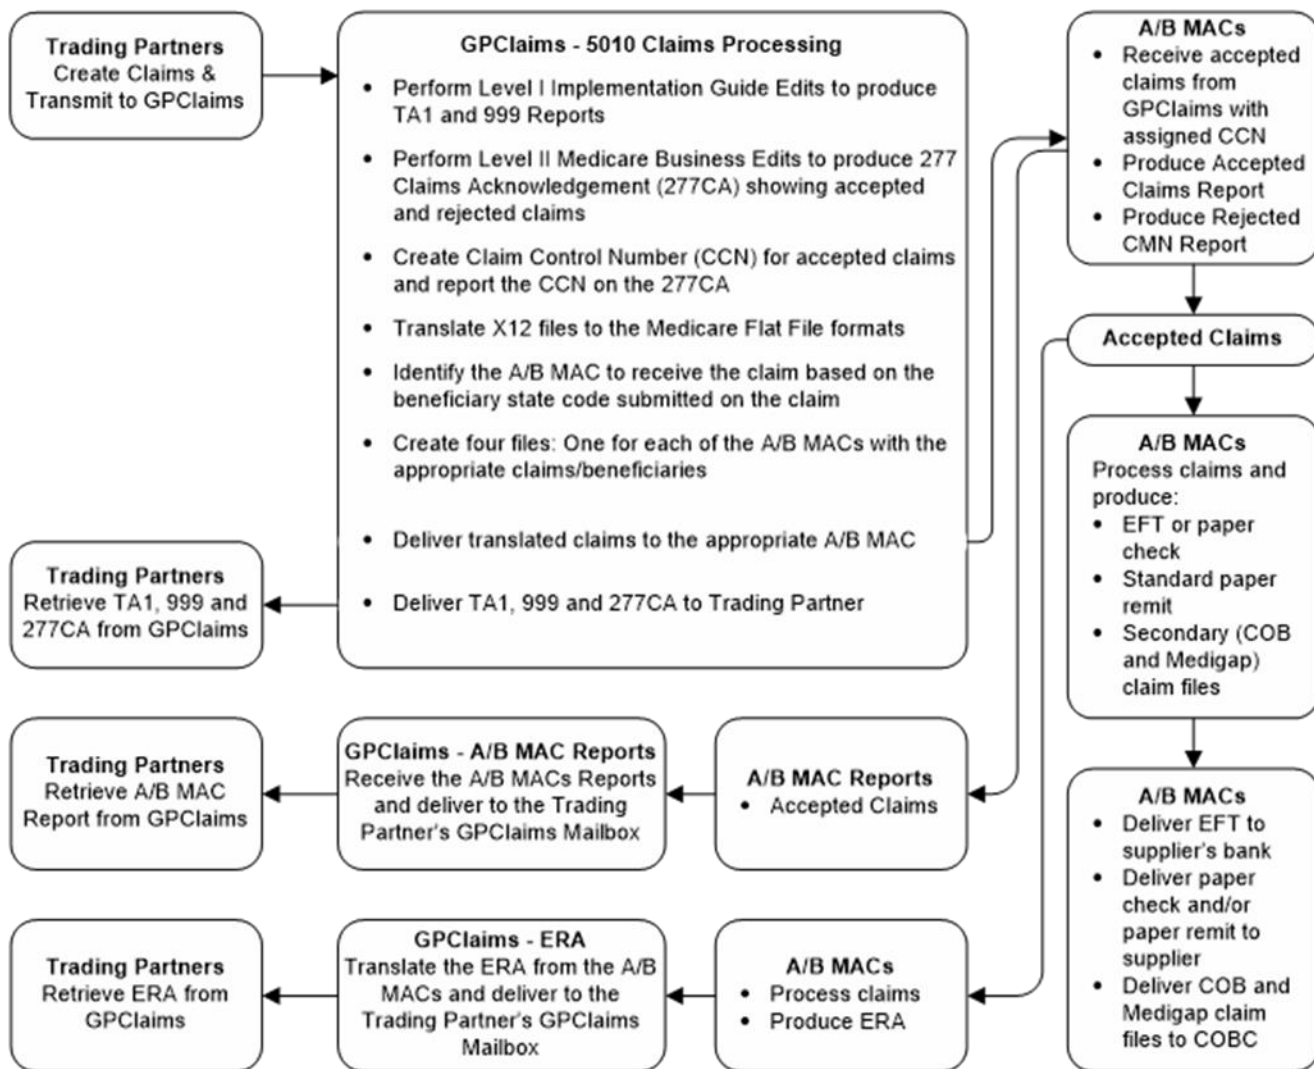 Trading Partners
Create Claims &
Transmit to GPClaims
GPClaims - 5010 Claims Processing
• Perform Level I Implementation Guide Edits to produce
TA1 and 999 Reports
• Perform Level II Medicare Business Edits to produce 277
Claims Acknowledgement (277CA) showing accepted
and rejected claims
• Create Claim Control Number (CCN) for accepted claims
and report the CCN on the 277CA
• Translate X12 files to the Medicare Flat File formats
• Identify the A/B MAC to receive the claim based on the
beneficiary state code submitted on the claim
• Create four files: One for each of the A/B MACs with the
appropriate claims/beneficiaries
• Deliver translated claims to the appropriate A/B MAC
• Deliver TA1, 999 and 277CA to Trading Partner
A/B MACs
• Receive accepted
claims from
GPClaims with
assigned CCN
• Produce Accepted
Claims Report
• Produce Rejected
CMN Report
Accepted Claims
A/B MACs
Process claims and
produce:
• EFT or paper
check
• Standard paper
remit
• Secondary (COB
and Medigap)
claim files
Trading Partners
Retrieve TA1, 999 and
277CA from GPClaims
Trading Partners
Retrieve A/B MAC
Report from GPClaims
GPClaims - A/B MAC Reports
Receive the A/B MACs Reports
and deliver to the Trading
Partner's GPClaims Mailbox
A/B MAC Reports
• Accepted Claims
A/B MACs
• Deliver EFT to
supplier's bank
• Deliver paper
check and/or
paper remit to
supplier
• Deliver COB and
Medigap claim
files to COBC
Trading Partners
Retrieve ERA from
GPClaims
GPClaims - ERA
Translate the ERA from the A/B
MACs and deliver to the
Trading Partner's GPClaims
Mailbox
A/B MACs
• Process claims
• Produce ERA